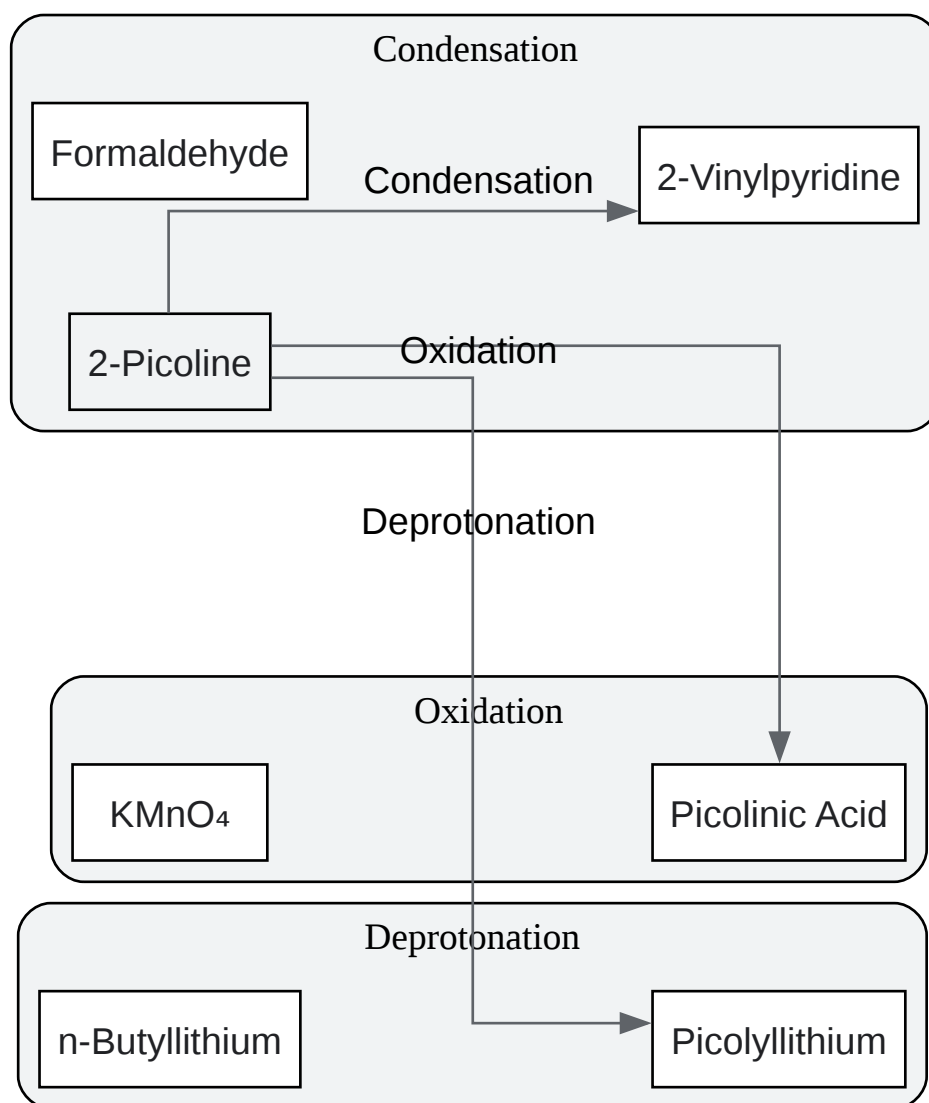 Condensation
Formaldehyde
2-Vinylpyridine
Condensation
2-Picoline
Oxidation
Deprotonation
Oxidation
KMnO₄
Picolinic Acid
Deprotonation
n-Butyllithium
Picolyllithium